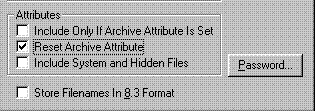 Attributes
Include Only If Archive Attribute Is Set
Reset Archive Attribute
Include System and Hidden Files
Password...
Store Filenames In 8.3 Format